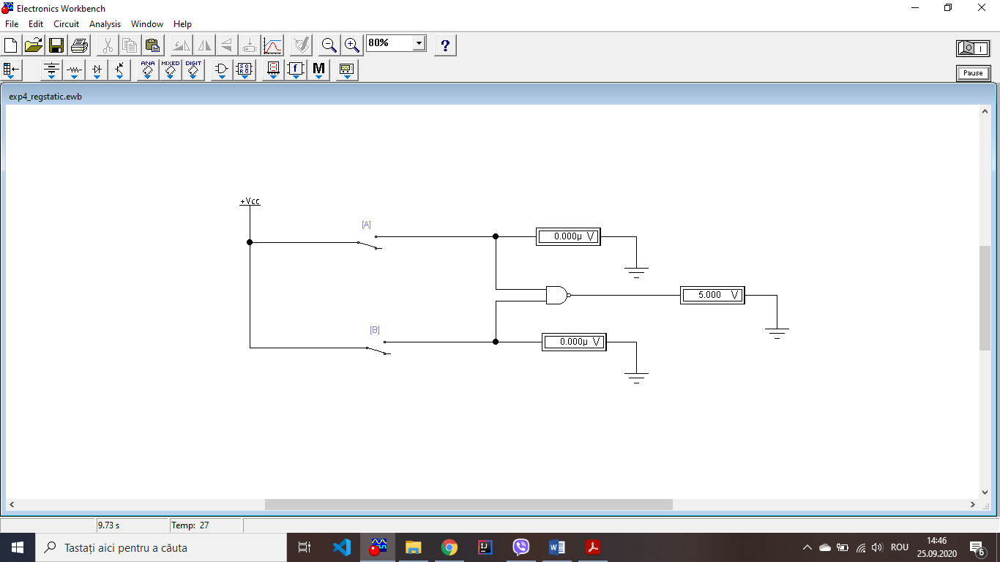 Electronics Workbench
File Edit Circuit Analysis Window Help
80%
?
ANA MIXED DIGIT
f M
Pause
exp4_regstatic.ewb
+Vcc
[A]
0.000µ V
5.000 V
[B]
0.000µ V
9.73 s Temp: 27
Tastați aici pentru a căuta
ROU
14:46
25.09.2020
6